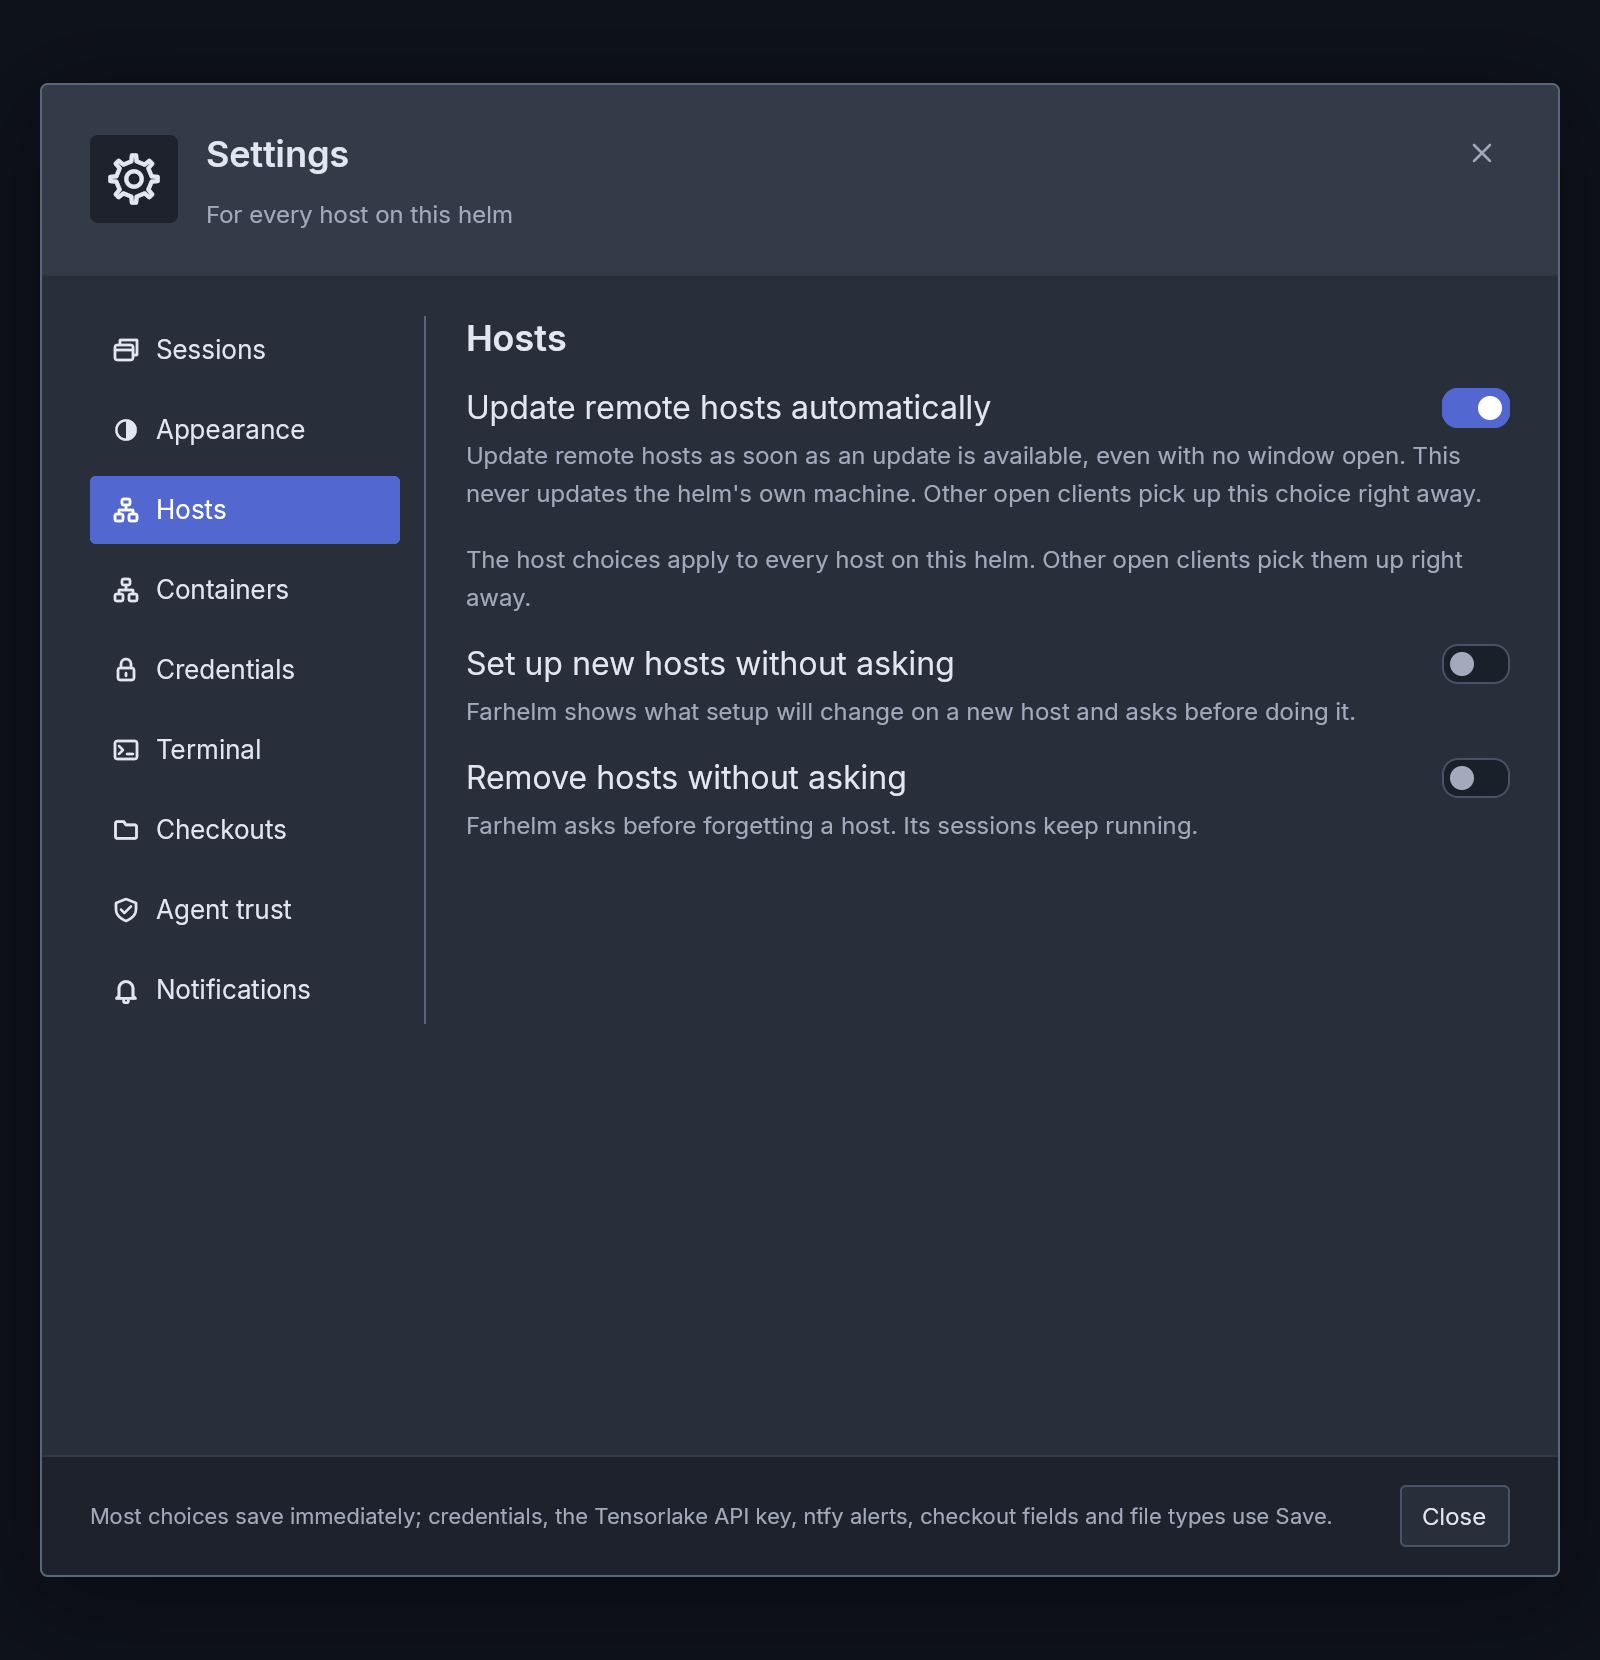 Settings
For every host on this helm
Sessions
Appearance
Hosts
Containers
Credentials
Terminal
Checkouts
Agent trust
Notifications
Hosts
Update remote hosts automatically
Update remote hosts as soon as an update is available, even with no window open. This
never updates the helm's own machine. Other open clients pick up this choice right away.
The host choices apply to every host on this helm. Other open clients pick them up right
away.
Set up new hosts without asking
Farhelm shows what setup will change on a new host and asks before doing it.
Remove hosts without asking
Farhelm asks before forgetting a host. Its sessions keep running.
Most choices save immediately; credentials, the Tensorlake API key, ntfy alerts, checkout fields and file types use Save.
Close